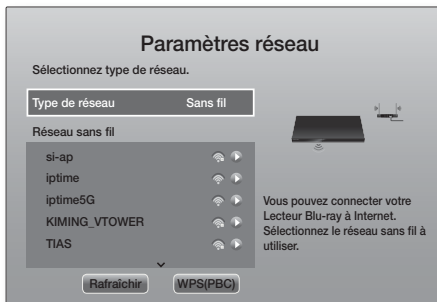 Paramètres réseau
Sélectionnez type de réseau.
Type de réseau Sans fil
Réseau sans fil
si-ap
iptime
iptime5G
KIMING_VTOWER
TIAS
Vous pouvez connecter votre
Lecteur Blu-ray à Internet.
Sélectionnez le réseau sans fil à
utiliser.
Rafraîchir WPS(PBC)